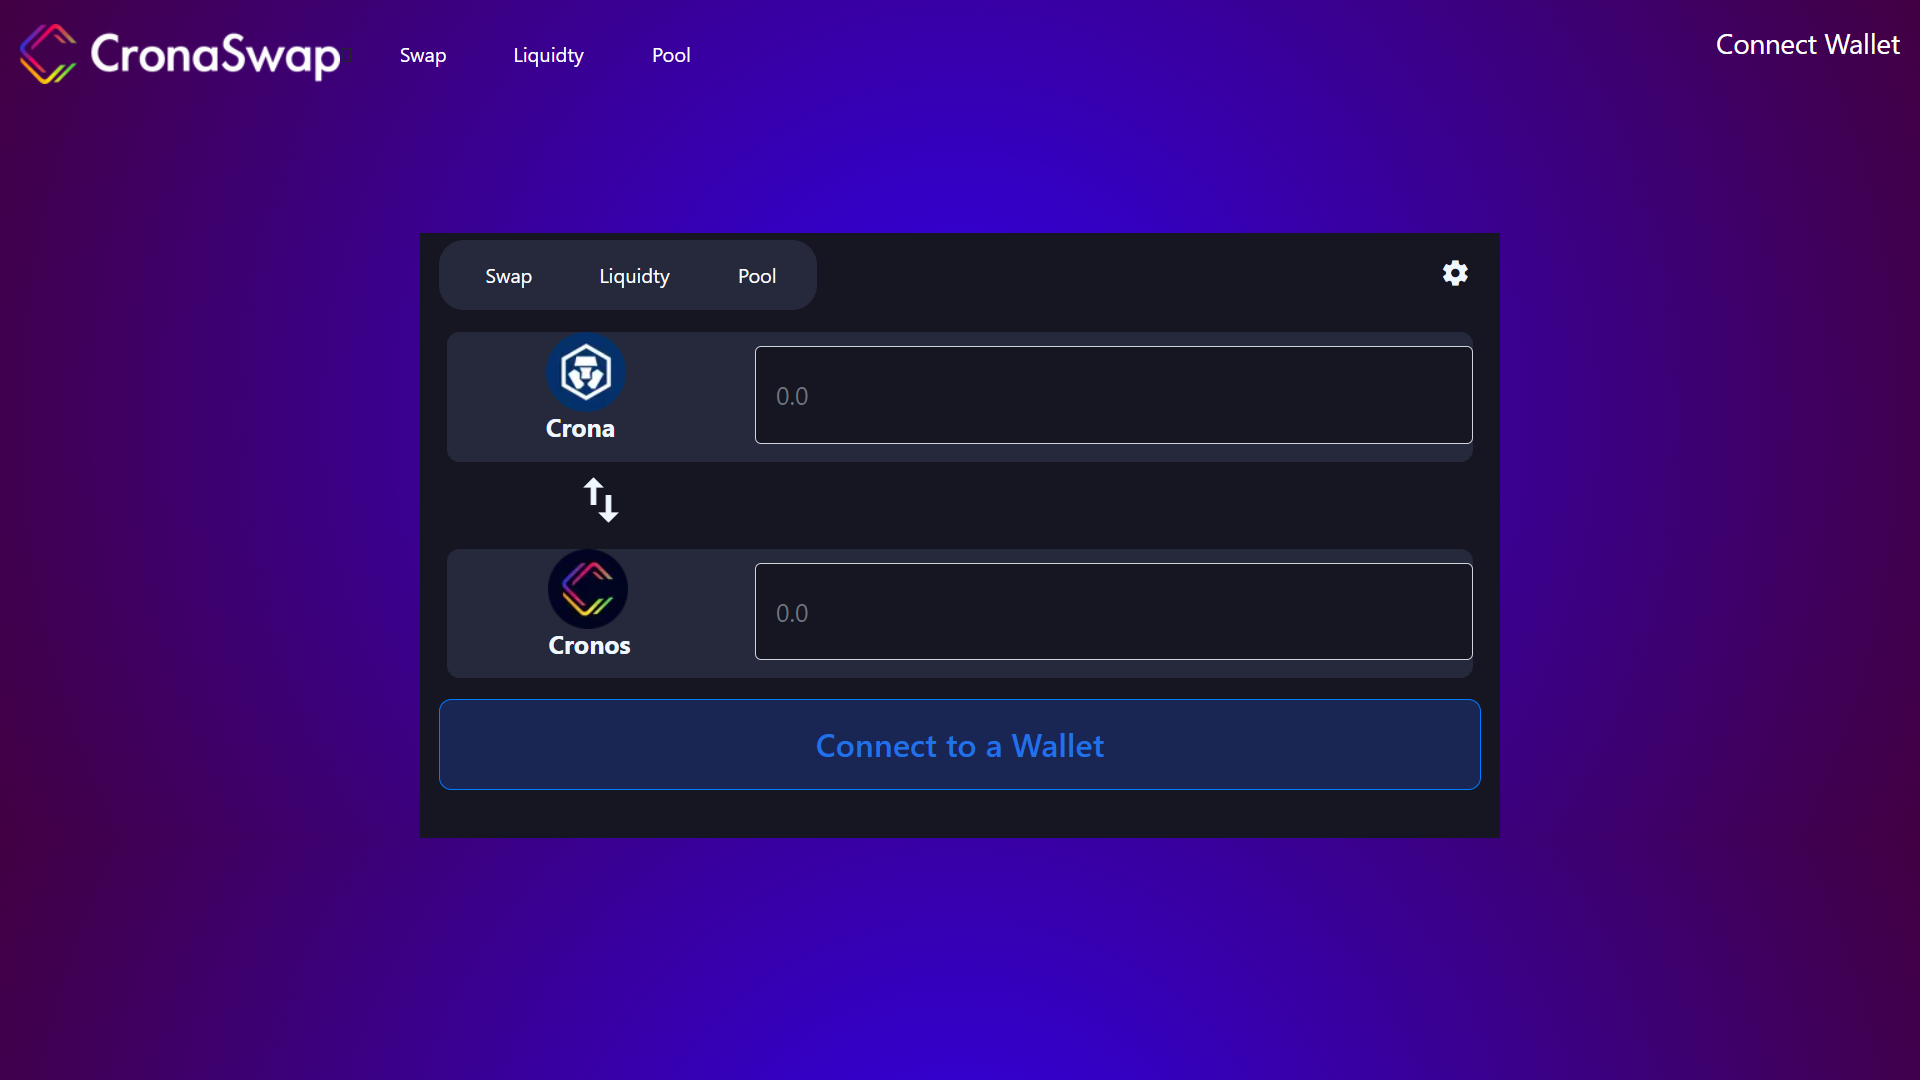 CronaSwap Swap Liquidty Pool Connect Wallet
Swap Liquidty Pool
0.0
Crona
0.0
Cronos
Connect to a Wallet